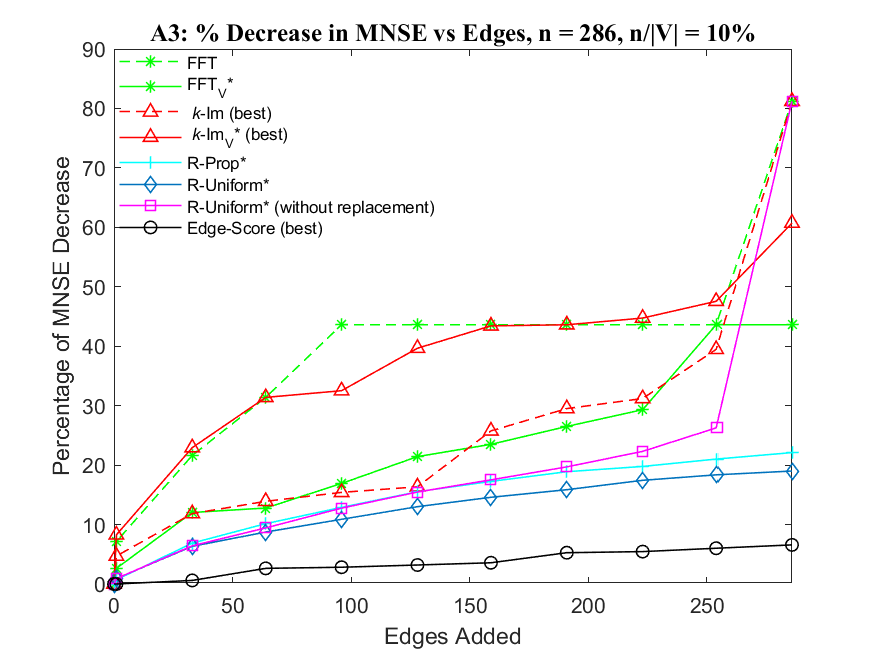 A3: % Decrease in MNSE vs Edges, n = 286, n/|V| = 10%
90
80
70
60
50
40
30
20
10
0
Percentage of MNSE Decrease
FFT
FFT_V*
k-Im (best)
k-Im_V* (best)
R-Prop*
R-Uniform*
R-Uniform* (without replacement)
Edge-Score (best)
0 50 100 150 200 250
Edges Added